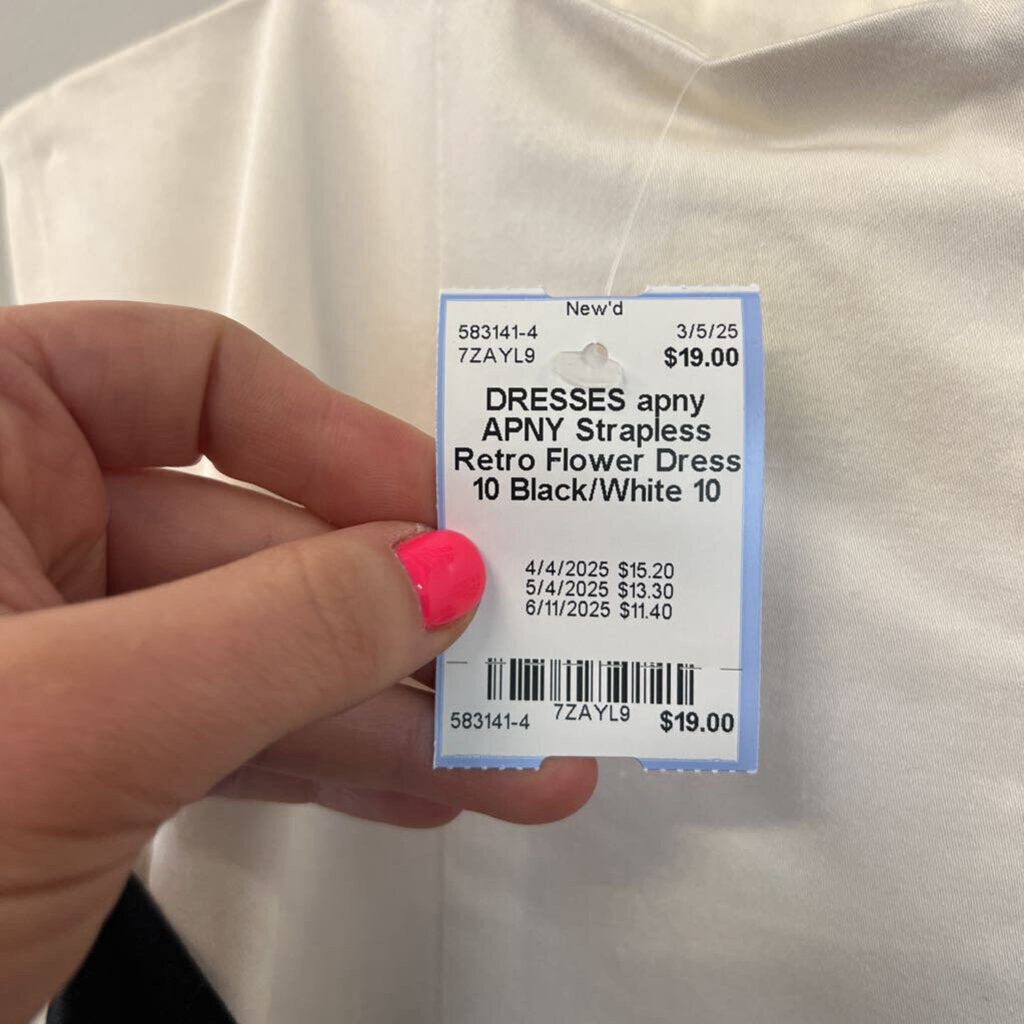 New'd
583141-4 3/5/25
7ZAYL9 $19.00
DRESSES apny
APNY Strapless
Retro Flower Dress
10 Black/White 10
4/4/2025 $15.20
5/4/2025 $13.30
6/11/2025 $11.40
583141-4 7ZAYL9 $19.00